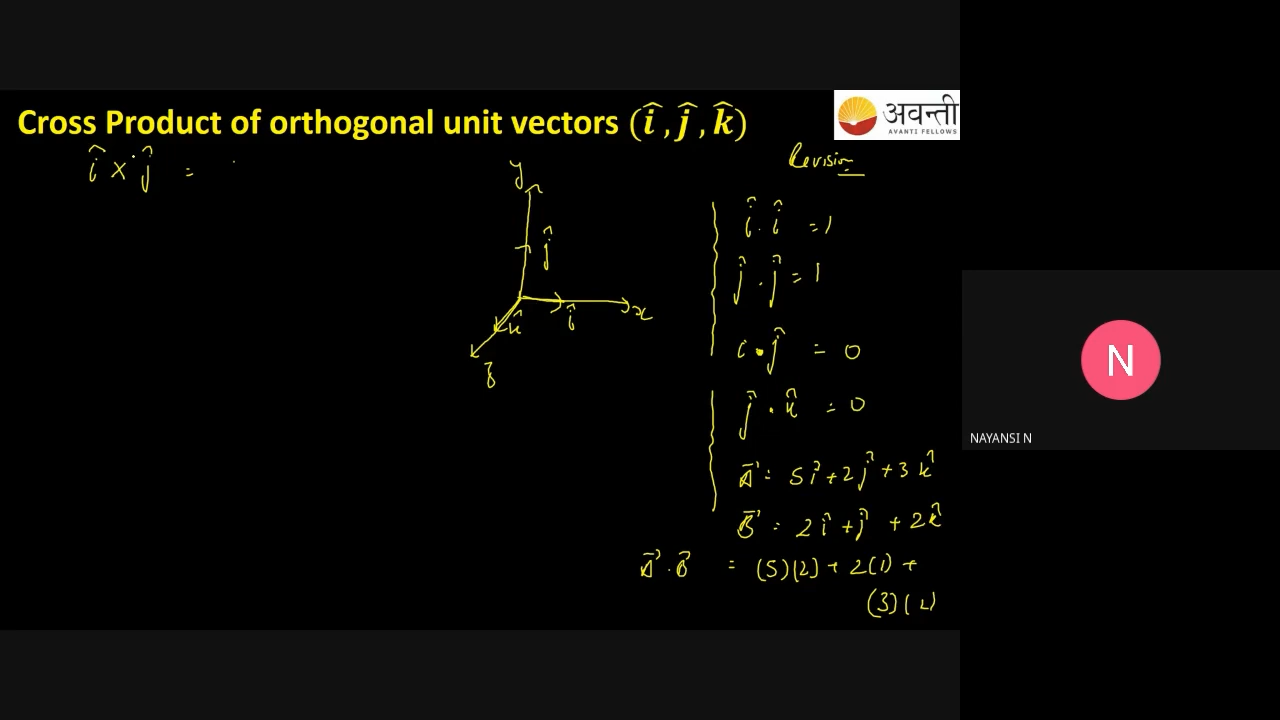 Cross Product of orthogonal unit vectors (î, ĵ, k̂)
अवन्ती
AVANTI FELLOWS
Revision
î × ĵ =
y
ĵ
k̂
î
x
z
î . î = 1
ĵ . ĵ = 1
i . ĵ = 0
ĵ . k̂ = 0
A⃗ = 5î + 2ĵ + 3k̂
B⃗ = 2î + ĵ + 2k̂
A⃗ . B⃗ = (5)(2) + 2(1) +
(3)(2)
N
NAYANSI N